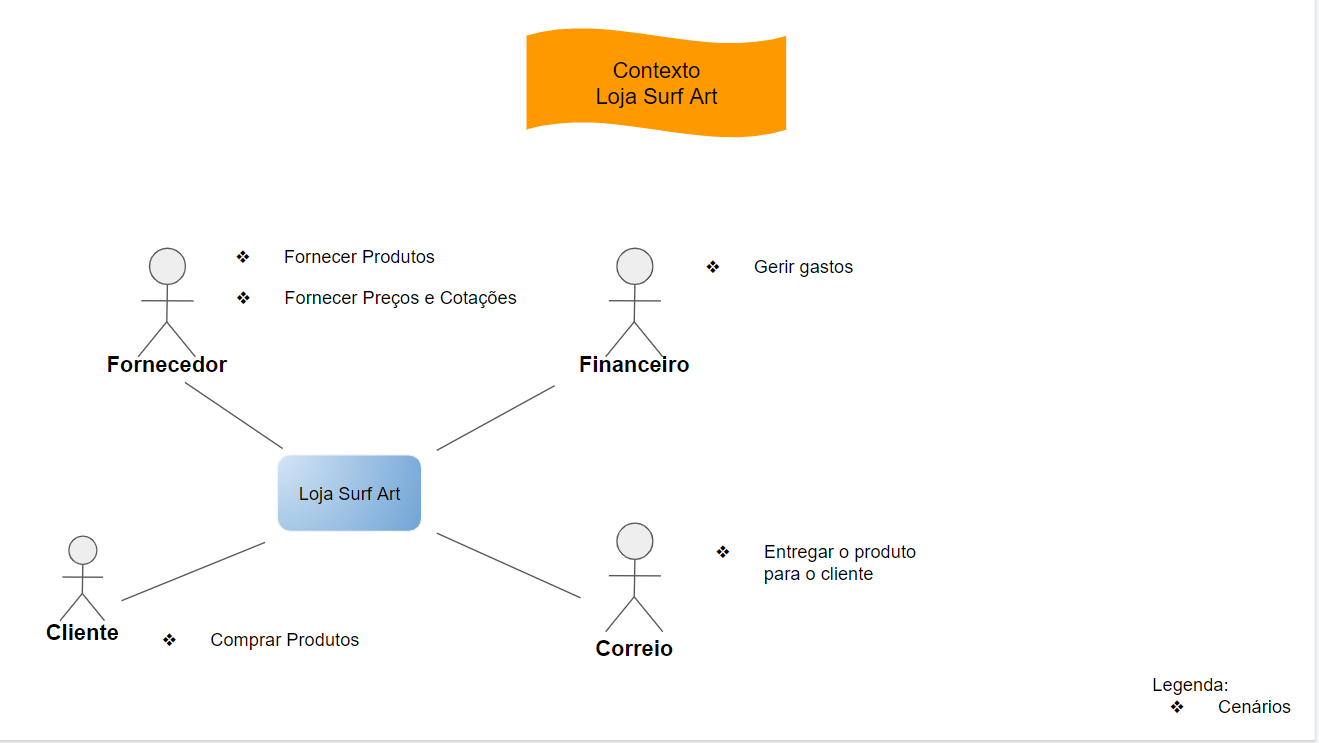 Contexto
Loja Surf Art
❖ Fornecer Produtos
❖ Fornecer Preços e Cotações
Fornecedor
❖ Gerir gastos
Financeiro
Loja Surf Art
Cliente
❖ Comprar Produtos
❖ Entregar o produto
para o cliente
Correio
Legenda:
❖ Cenários